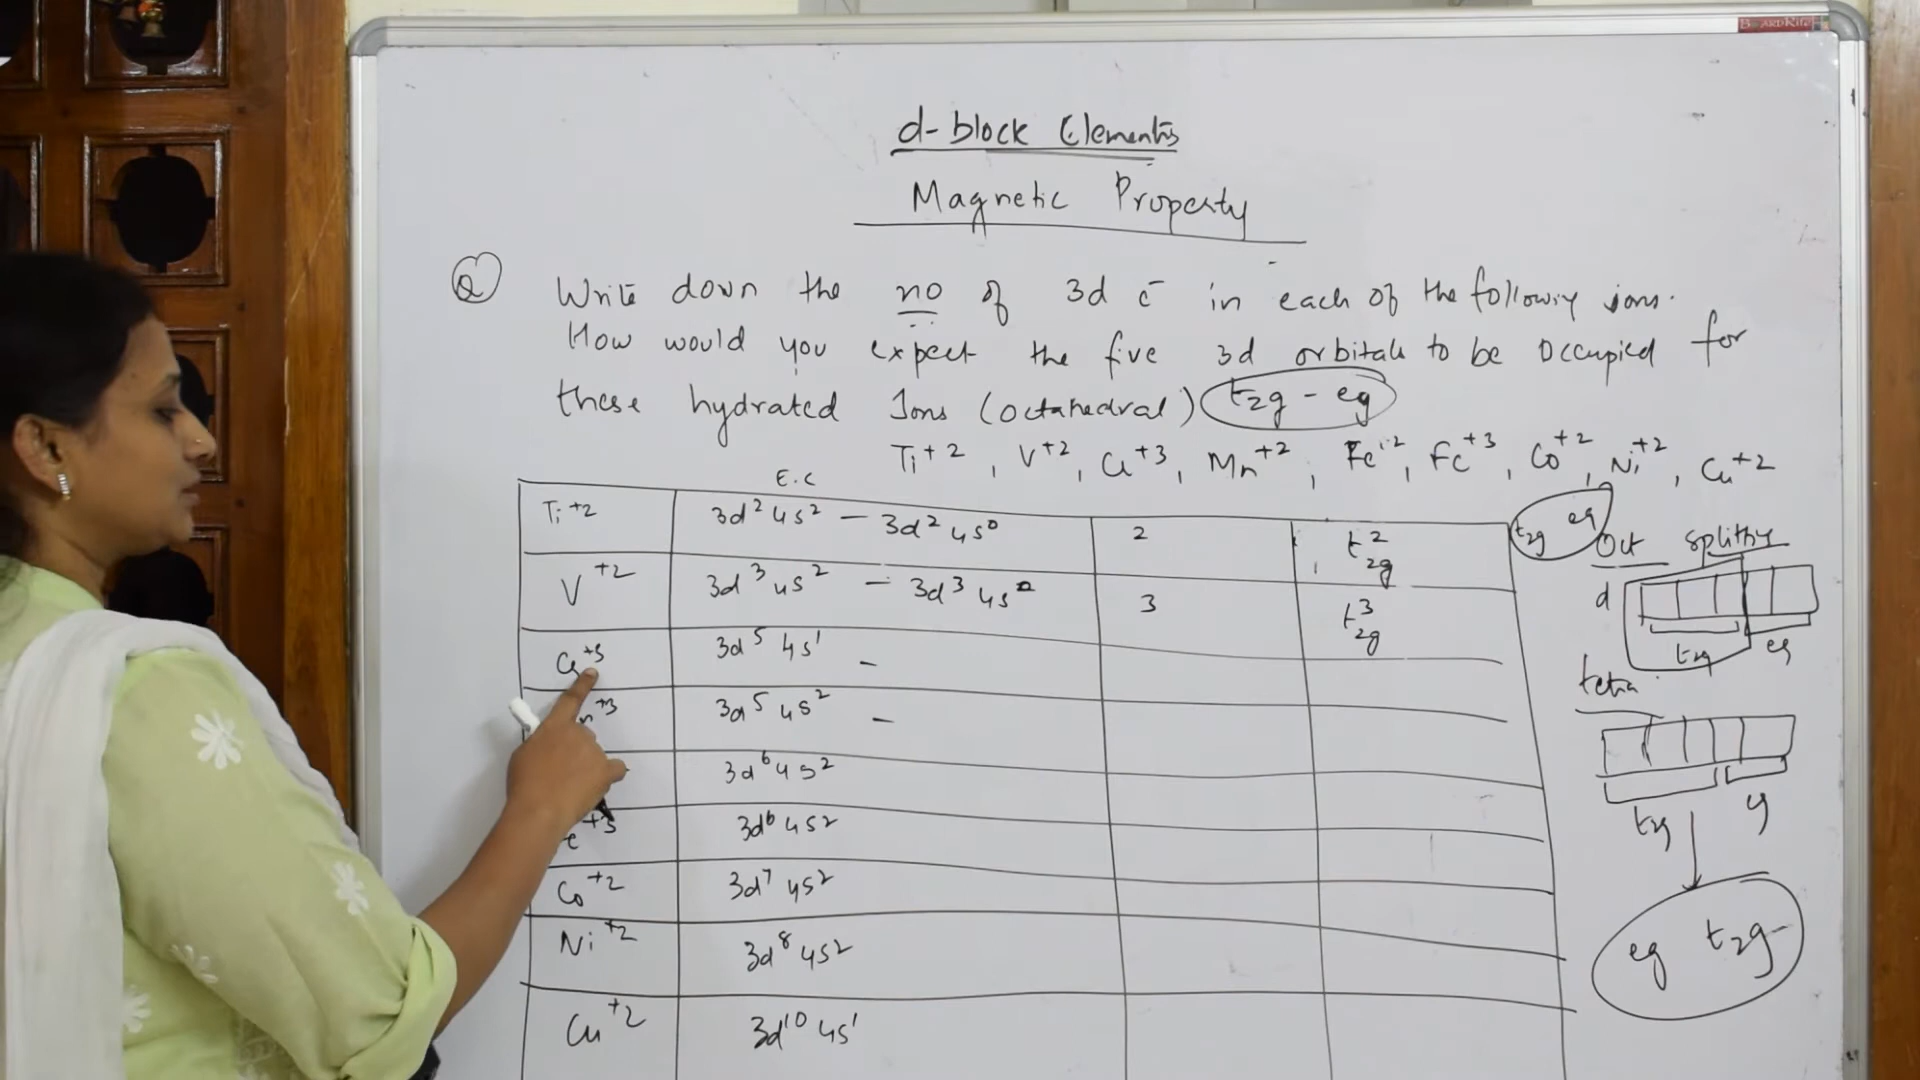 d-block Elements
Magnetic Property
Q Write down the no of 3d e⁻ in each of the following ions.
How would you expect the five 3d orbitals to be occupied for
these hydrated Ions (octahedral) t₂g - eg
Ti⁺², V⁺², Cr⁺³, Mn⁺², Fe⁺², Fe⁺³, Co⁺², Ni⁺², Cu⁺²
E.C
Ti⁺² 3d² 4s² — 3d² 4s⁰ 2 t₂g²
V⁺² 3d³ 4s² — 3d³ 4s⁰ 3 t₂g³
Cr⁺³ 3d⁵ 4s¹ —
n⁺³ 3d⁵ 4s² —
3d⁶ 4s²
e⁺³ 3d⁶ 4s²
Co⁺² 3d⁷ 4s²
Ni⁺² 3d⁸ 4s²
Cu⁺² 3d¹⁰ 4s¹
t₂g eg
Oct splitting
d
t₂g eg
tetra
t₂g eg
eg t₂g